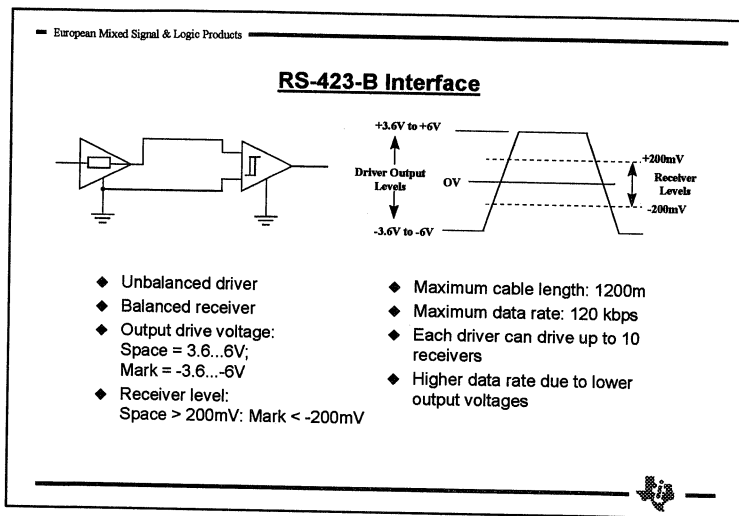 European Mixed Signal & Logic Products
RS-423-B Interface
+3.6V to +6V
+200mV
Driver Output
Levels
OV
Receiver
Levels
-200mV
-3.6V to -6V
◆ Unbalanced driver
◆ Balanced receiver
◆ Output drive voltage:
Space = 3.6...6V;
Mark = -3.6...-6V
◆ Receiver level:
Space > 200mV: Mark < -200mV
◆ Maximum cable length: 1200m
◆ Maximum data rate: 120 kbps
◆ Each driver can drive up to 10
receivers
◆ Higher data rate due to lower
output voltages